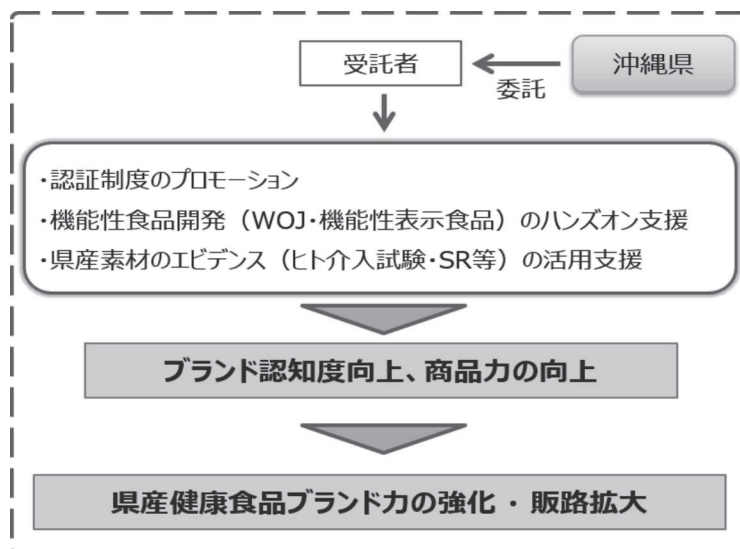 受託者
沖縄県
委託
・認証制度のプロモーション
・機能性食品開発（WOJ・機能性表示食品）のハンズオン支援
・県産素材のエビデンス（ヒト介入試験・SR等）の活用支援
ブランド認知度向上、商品力の向上
県産健康食品ブランド力の強化 ・ 販路拡大